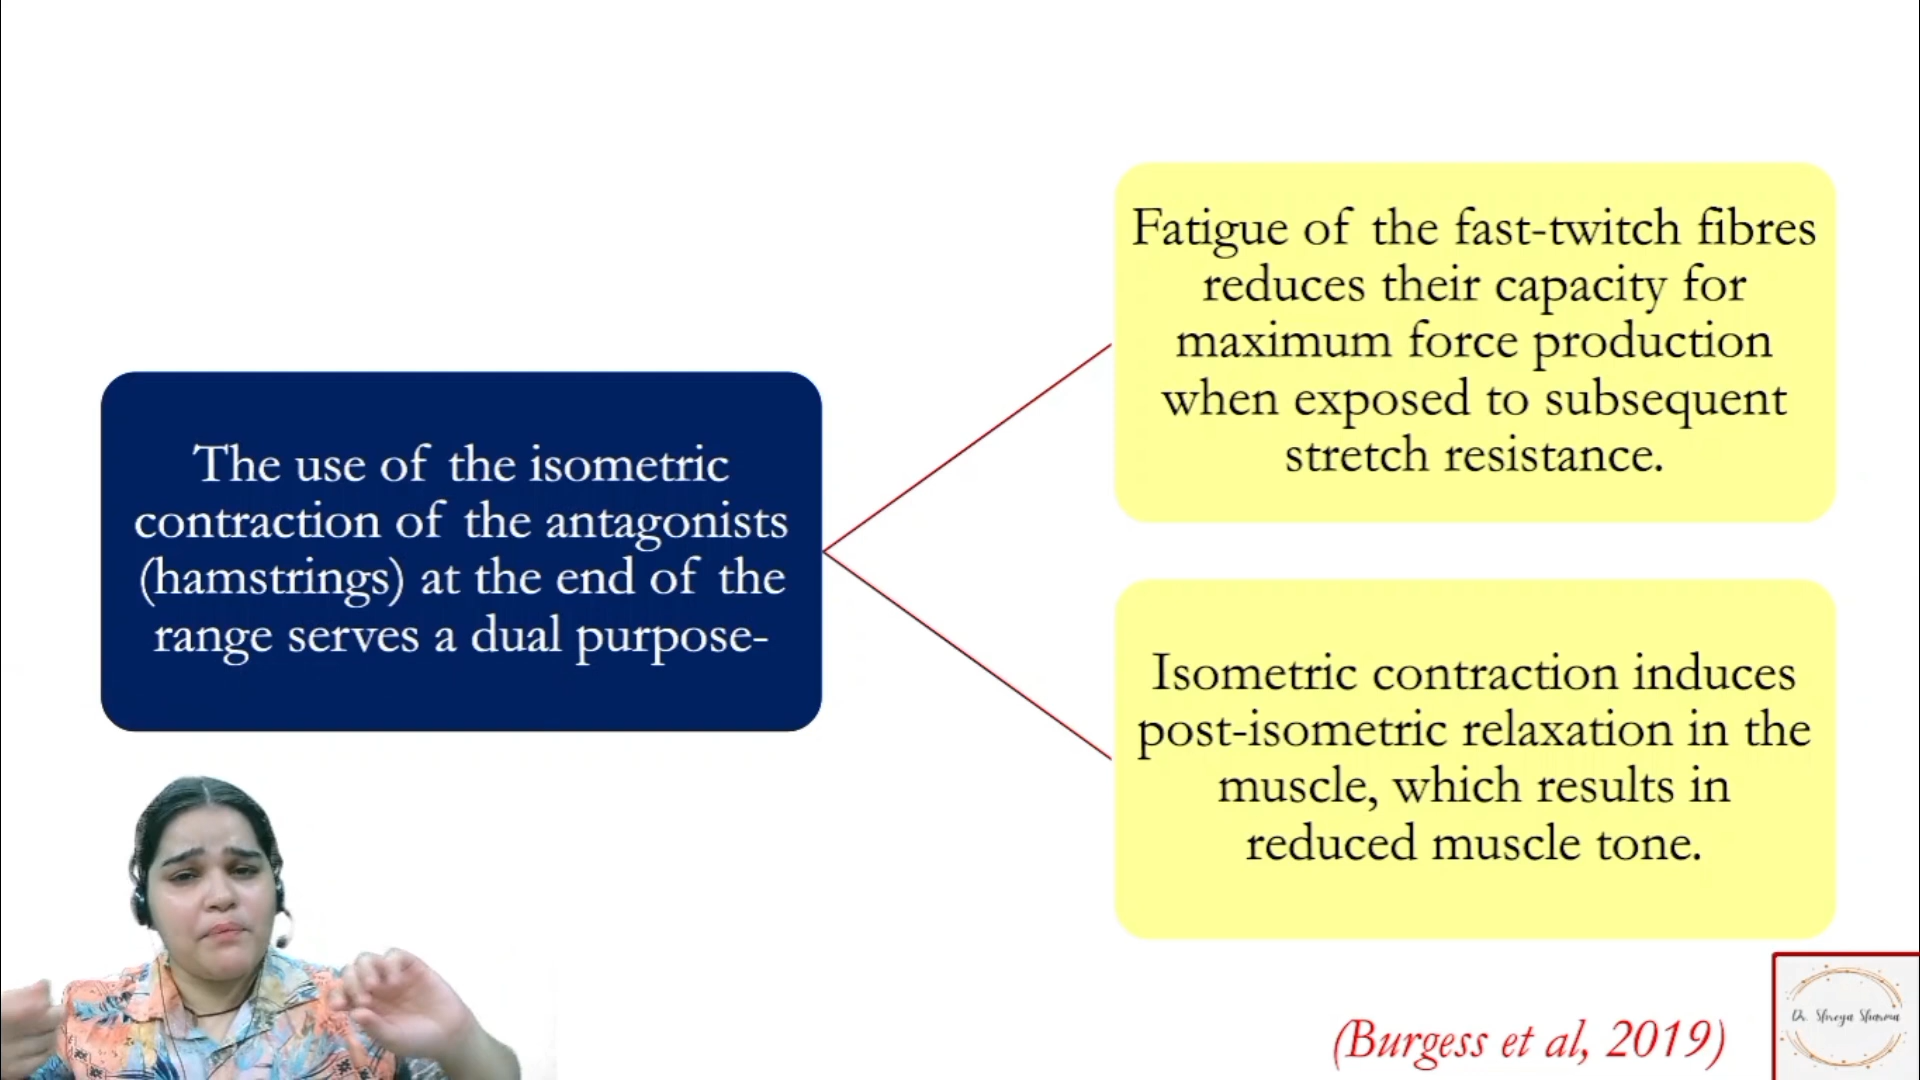 The use of the isometric
contraction of the antagonists
(hamstrings) at the end of the
range serves a dual purpose-
Fatigue of the fast-twitch fibres
reduces their capacity for
maximum force production
when exposed to subsequent
stretch resistance.
Isometric contraction induces
post-isometric relaxation in the
muscle, which results in
reduced muscle tone.
(Burgess et al, 2019)
Dr. Shreya Sharma